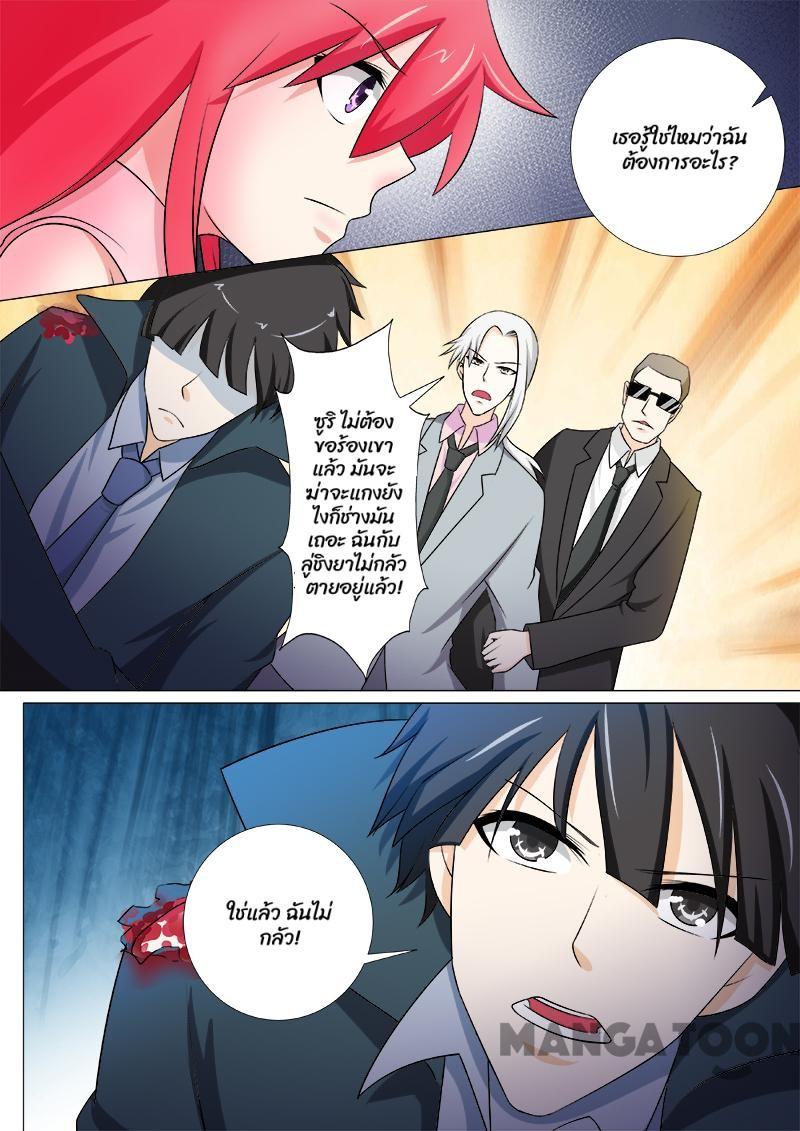 เธอรู้ใช่ไหมว่าฉัน
ต้องการอะไร?
ซูริ ไม่ต้อง
ขอร้องเขา
แล้ว มันจะ
ฆ่าจะแกงยัง
ไงก็ช่างมัน
เถอะ ฉันกับ
ลู่ชิงยาไม่กลัว
ตายอยู่แล้ว!
ใช่แล้ว ฉันไม่
กลัว!
MANGATOON